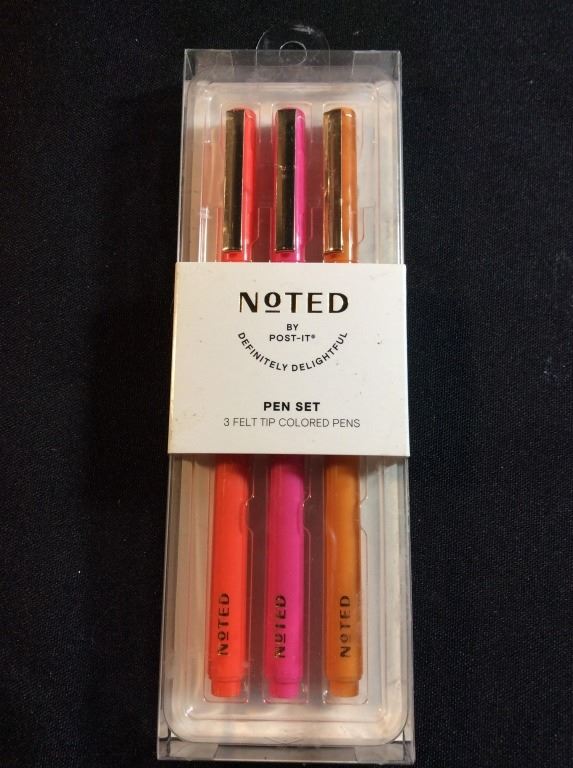 NOTED
BY
POST-IT®
DEFINITELY DELIGHTFUL
PEN SET
3 FELT TIP COLORED PENS
NOTED
NOTED
NOTED